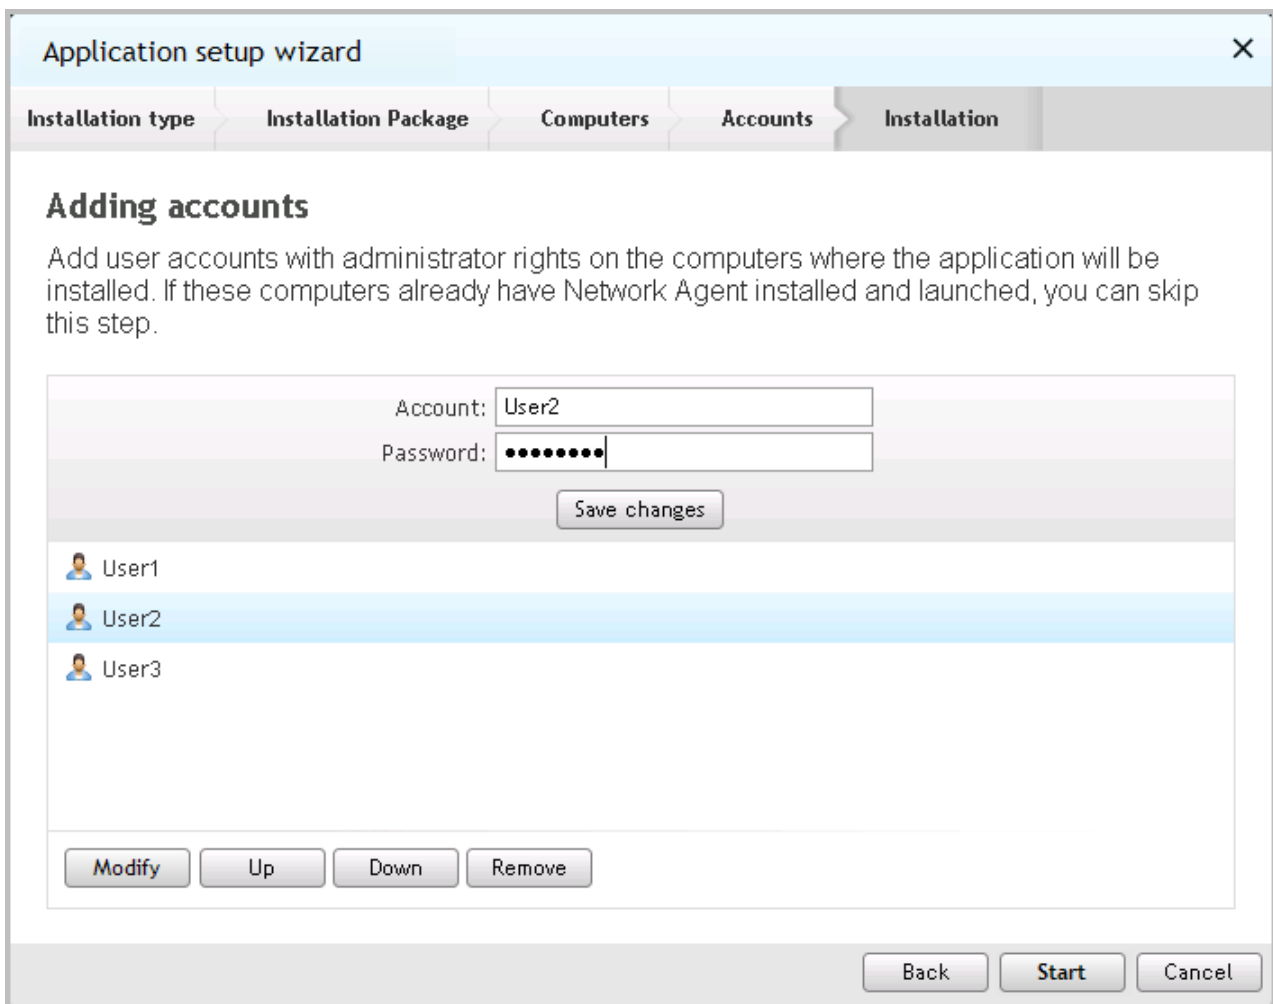 Application setup wizard
Installation type
Installation Package
Computers
Accounts
Installation
Adding accounts
Add user accounts with administrator rights on the computers where the application will be
installed. If these computers already have Network Agent installed and launched, you can skip
this step.
Account: User2
Password: ••••••••
Save changes
User1
User2
User3
Modify
Up
Down
Remove
Back
Start
Cancel